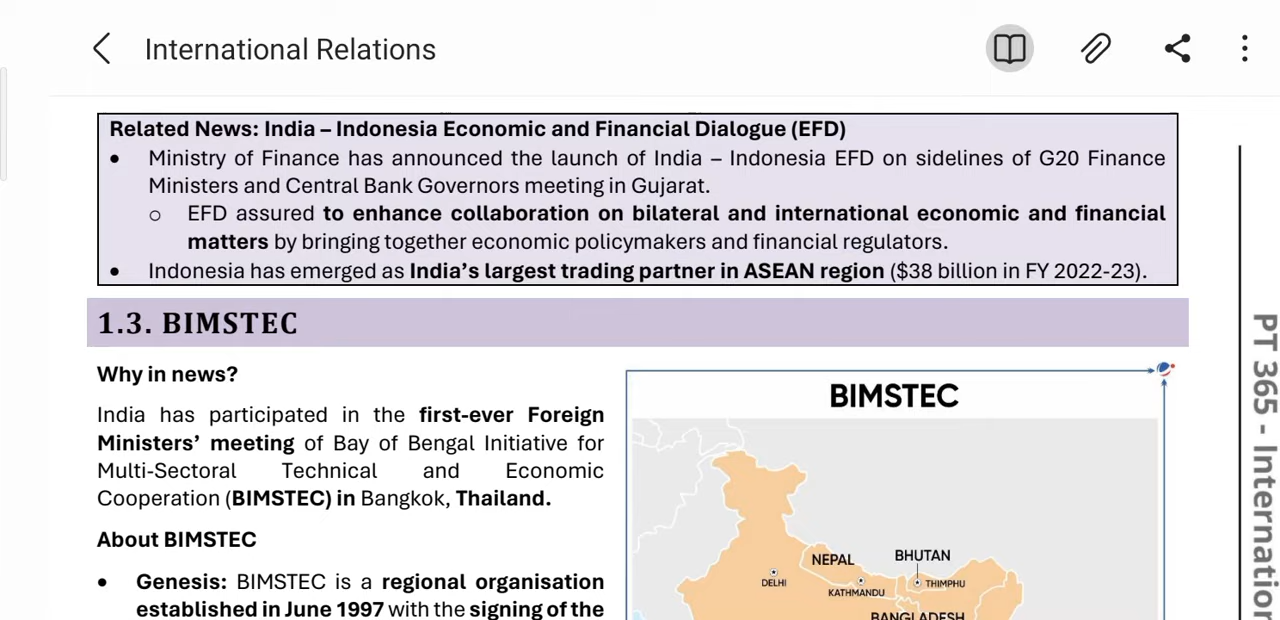 International Relations
Related News: India – Indonesia Economic and Financial Dialogue (EFD)
• Ministry of Finance has announced the launch of India – Indonesia EFD on sidelines of G20 Finance
Ministers and Central Bank Governors meeting in Gujarat.
o EFD assured to enhance collaboration on bilateral and international economic and financial
matters by bringing together economic policymakers and financial regulators.
• Indonesia has emerged as India’s largest trading partner in ASEAN region ($38 billion in FY 2022-23).
1.3. BIMSTEC
Why in news?
India has participated in the first-ever Foreign
Ministers’ meeting of Bay of Bengal Initiative for
Multi-Sectoral Technical and Economic
Cooperation (BIMSTEC) in Bangkok, Thailand.
About BIMSTEC
• Genesis: BIMSTEC is a regional organisation
established in June 1997 with the signing of the
BIMSTEC
NEPAL
BHUTAN
DELHI
THIMPHU
KATHMANDU
BANGLADESH
PT 365 - Internation